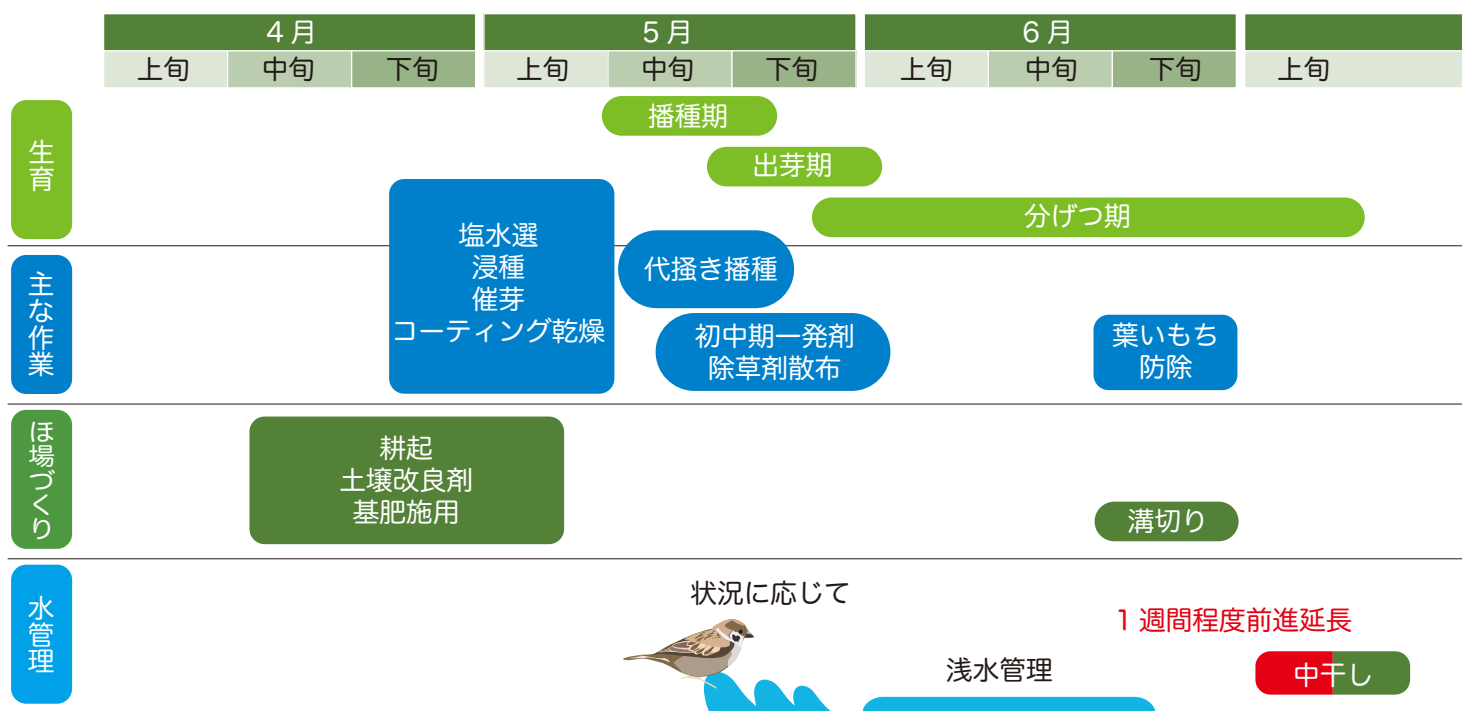 4月
5月
6月
上旬 中旬 下旬 上旬 中旬 下旬 上旬 中旬 下旬 上旬
生育
播種期
出芽期
分げつ期
主な作業
塩水選
浸種
催芽
コーティング乾燥
代掻き播種
初中期一発剤
除草剤散布
葉いもち
防除
ほ場づくり
耕起
土壌改良剤
基肥施用
溝切り
水管理
状況に応じて
浅水管理
1週間程度前進延長
中干し